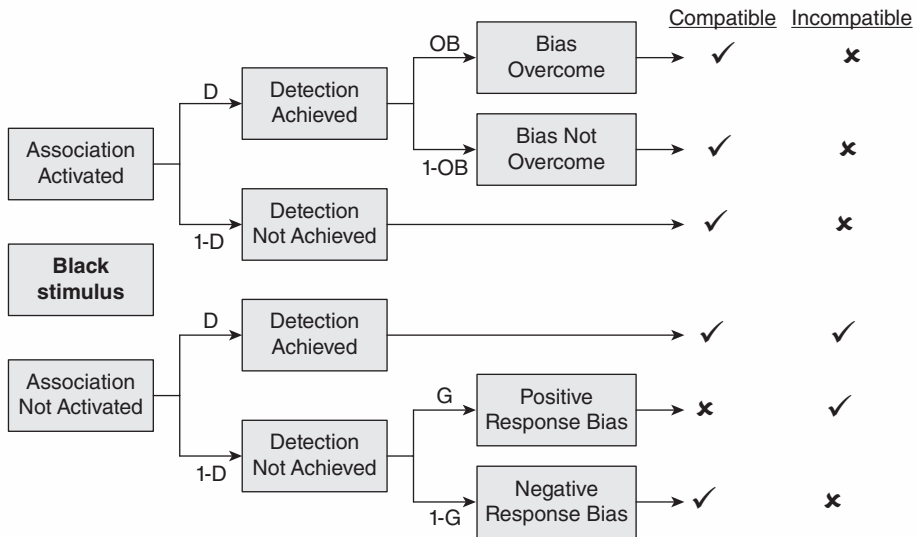 Compatible Incompatible
OB
Bias
Overcome
✓ ✘
D
Detection
Achieved
Association
Activated
1-OB
Bias Not
Overcome
✓ ✘
1-D
Detection
Not Achieved
✓ ✘
Black
stimulus
D
Detection
Achieved
✓ ✓
Association
Not Activated
G
Positive
Response Bias
✘ ✓
1-D
Detection
Not Achieved
1-G
Negative
Response Bias
✓ ✘